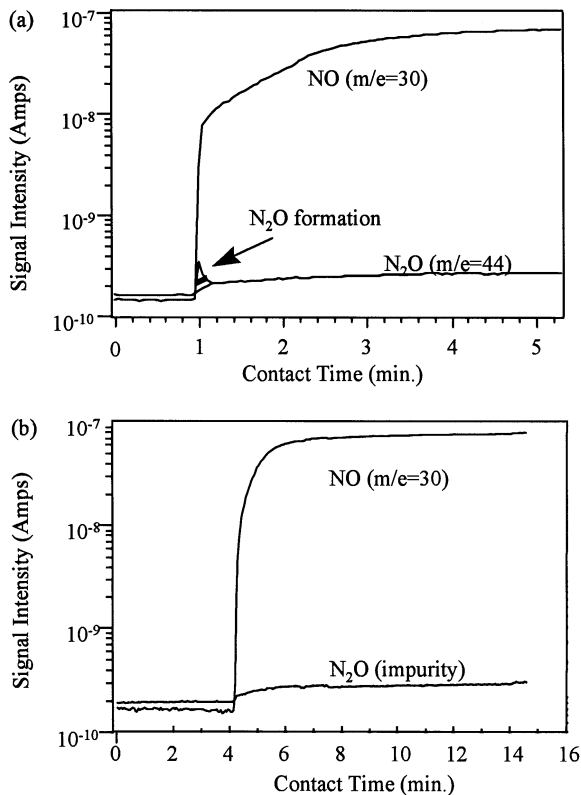 (a)
10-7
10-8
10-9
10-10
Signal Intensity (Amps)
NO (m/e=30)
N2O formation
N2O (m/e=44)
0 1 2 3 4 5
Contact Time (min.)
(b)
10-7
10-8
10-9
10-10
Signal Intensity (Amps)
NO (m/e=30)
N2O (impurity)
0 2 4 6 8 10 12 14 16
Contact Time (min.)